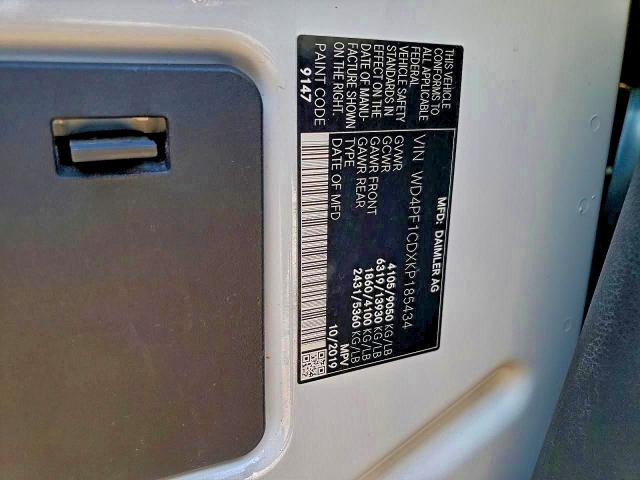 MFD: DAIMLER AG
VIN WD4PF1CDXKP185434
THIS VEHICLE
CONFORMS TO
ALL APPLICABLE
FEDERAL
VEHICLE SAFETY
STANDARDS IN
EFFECT ON THE
DATE OF MANU-
FACTURE SHOWN
ON THE RIGHT.
PAINT CODE
9147
GVWR 4105/9050 KG/LB
GCWR 6319/13930 KG/LB
GAWR FRONT 1860/4100 KG/LB
GAWR REAR 2431/5360 KG/LB
TYPE MPV
DATE OF MFD 10/2019